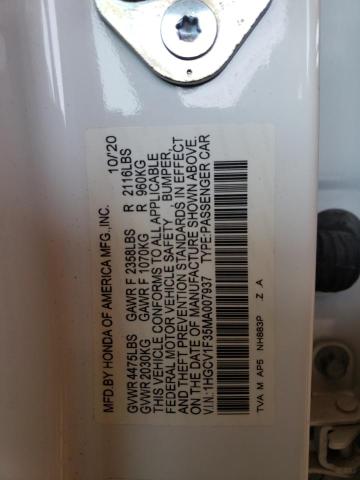 MFD.BY HONDA OF AMERICA MFG.,INC. 10/20
GVWR 4475LBS GAWR F 2358LBS R 2116LBS
GVWR 2030KG GAWR F 1070KG R 960KG
THIS VEHICLE CONFORMS TO ALL APPLICABLE
FEDERAL MOTOR VEHICLE SAFETY BUMPER,
AND THEFT PREVENTION STANDARDS IN EFFECT
ON THE DATE OF MANUFACTURE SHOWN ABOVE.
V.I.N.:1HGCV1F35MA007937 TYPE:PASSENGER CAR
TVA M AP5 NH883P Z A